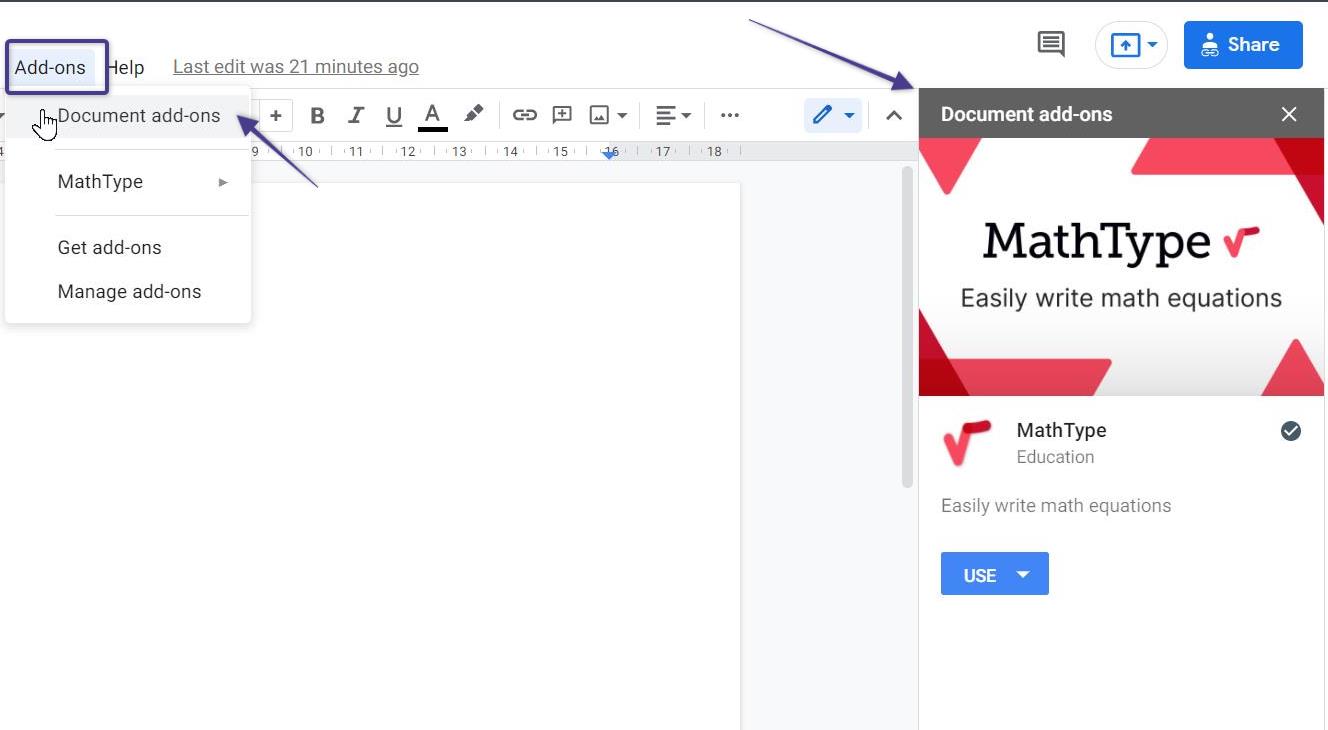 Add-ons Help Last edit was 21 minutes ago
Share
Document add-ons
B I U A
9 10 11 12 13 14 15 16 17 18
MathType
Get add-ons
Manage add-ons
Document add-ons
MathType
Easily write math equations
MathType
Education
Easily write math equations
USE